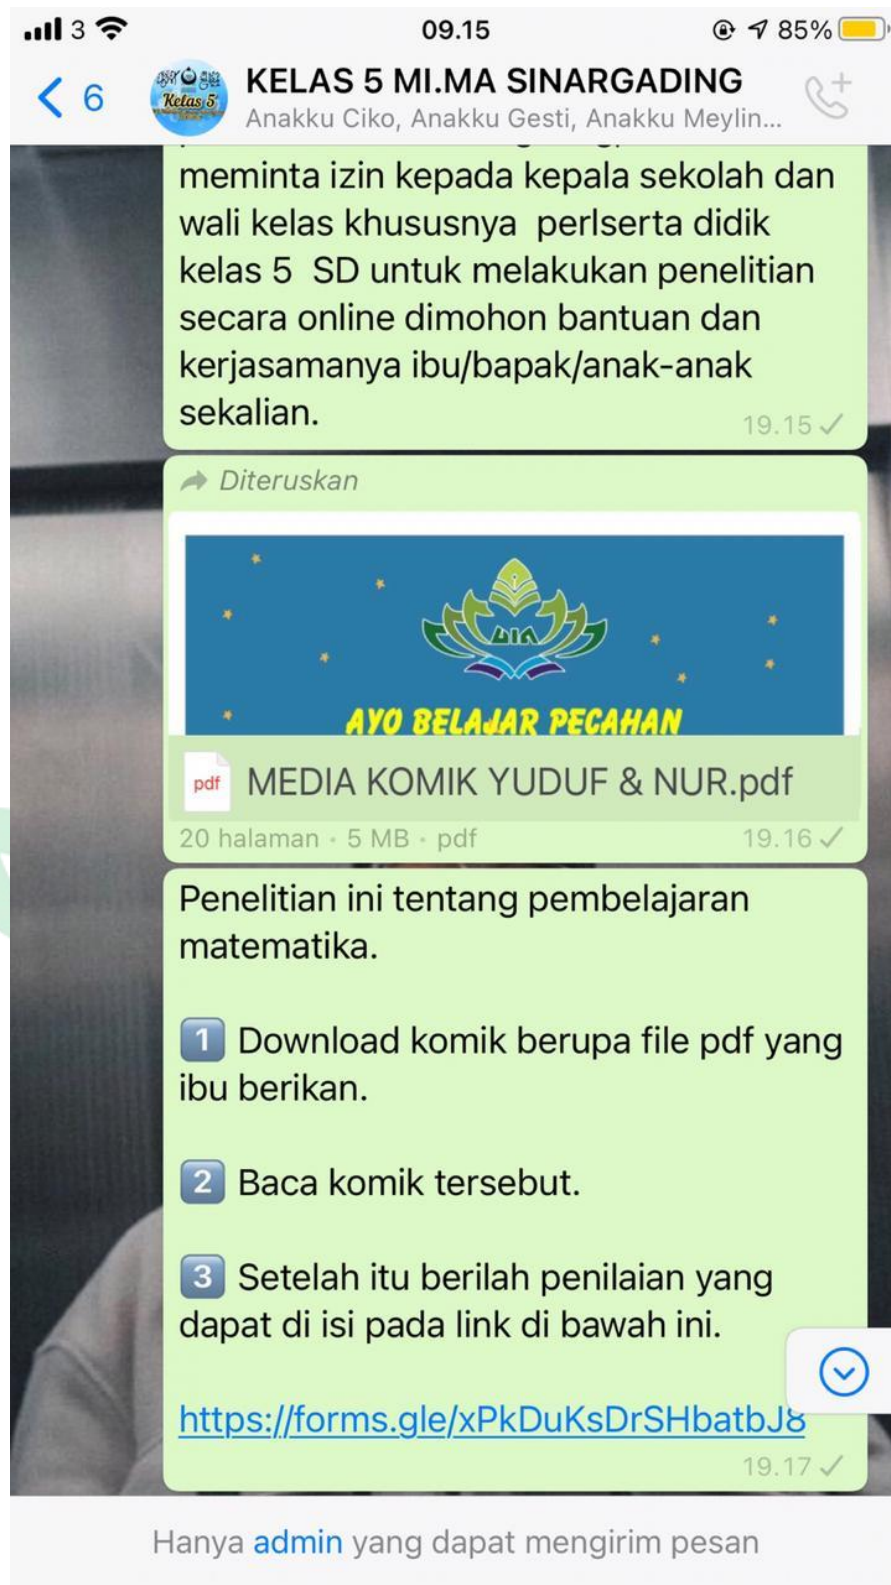 3
09.15
85%
6
Kelas 5
KELAS 5 MI.MA SINARGADING
Anakku Ciko, Anakku Gesti, Anakku Meylin...
meminta izin kepada kepala sekolah dan
wali kelas khususnya perlserta didik
kelas 5 SD untuk melakukan penelitian
secara online dimohon bantuan dan
kerjasamanya ibu/bapak/anak-anak
sekalian.
19.15
Diteruskan
UIN
AYO BELAJAR PECAHAN
pdf
MEDIA KOMIK YUDUF & NUR.pdf
20 halaman · 5 MB · pdf
19.16
Penelitian ini tentang pembelajaran
matematika.
1 Download komik berupa file pdf yang
ibu berikan.
2 Baca komik tersebut.
3 Setelah itu berilah penilaian yang
dapat di isi pada link di bawah ini.
https://forms.gle/xPkDuKsDrSHbatbJ8
19.17
Hanya admin yang dapat mengirim pesan